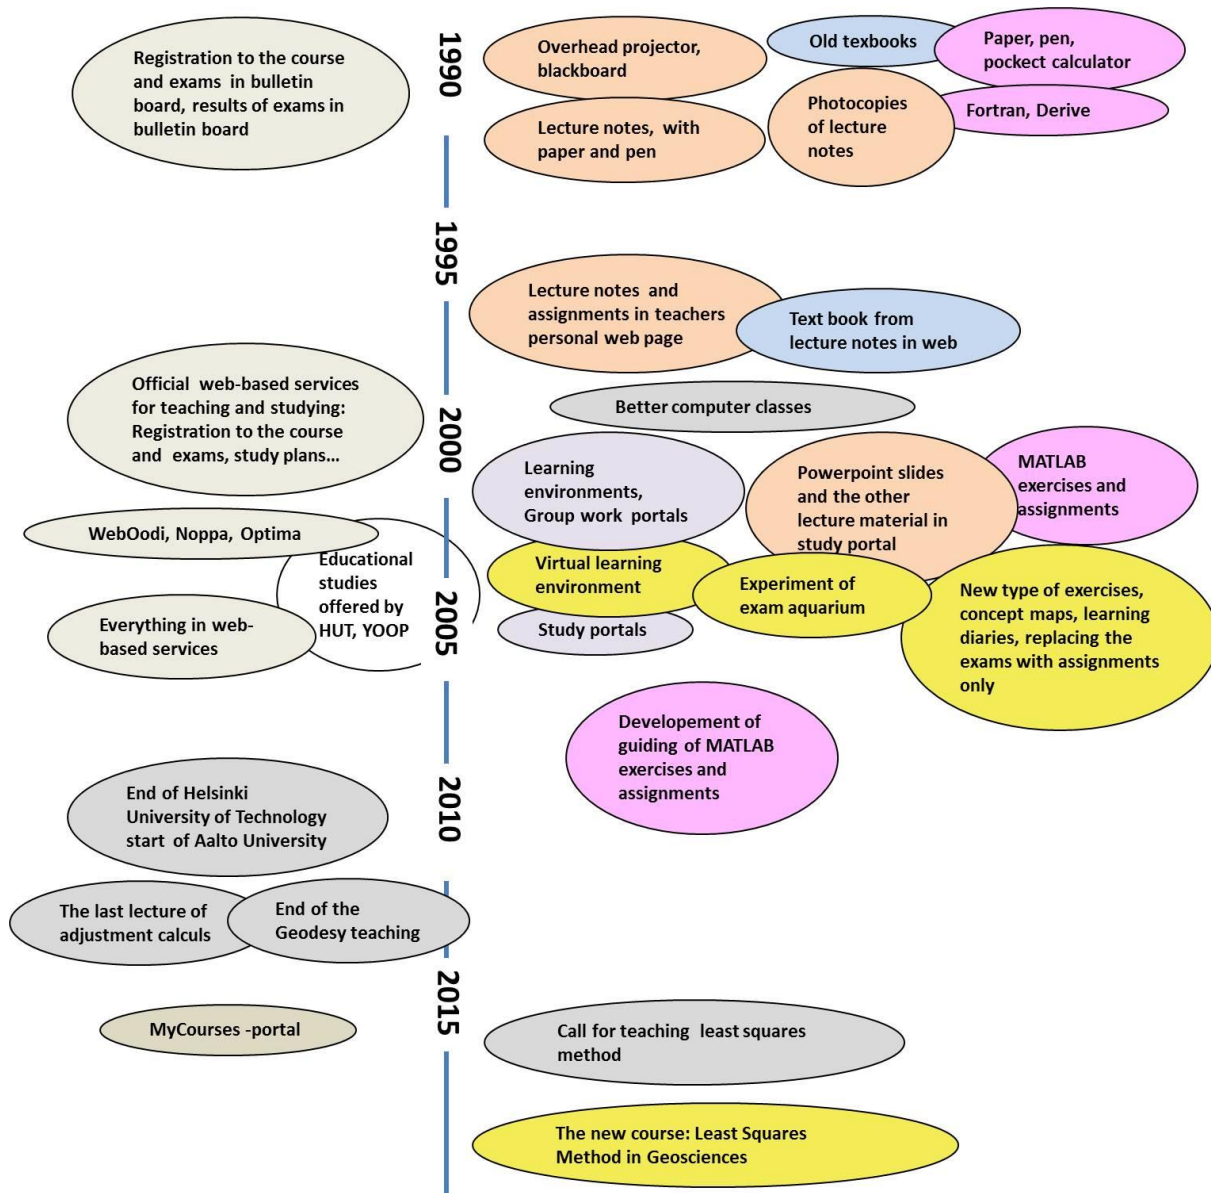 1990
Registration to the course
and exams in bulletin
board, results of exams in
bulletin board
Overhead projector,
blackboard
Old texbooks
Paper, pen,
pockect calculator
Lecture notes, with
paper and pen
Photocopies
of lecture
notes
Fortran, Derive
1995
Lecture notes and
assignments in teachers
personal web page
Text book from
lecture notes in web
Official web-based services
for teaching and studying:
Registration to the course
and exams, study plans...
2000
Better computer classes
Learning
environments,
Group work portals
Powerpoint slides
and the other
lecture material in
study portal
MATLAB
exercises and
assignments
WebOodi, Noppa, Optima
Educational
studies
offered by
HUT, YOOP
2005
Virtual learning
environment
Experiment of
exam aquarium
New type of exercises,
concept maps, learning
diaries, replacing the
exams with assignments
only
Everything in web-
based services
Study portals
Developement of
guiding of MATLAB
exercises and
assignments
2010
End of Helsinki
University of Technology
start of Aalto University
The last lecture of
adjustment calculs
End of the
Geodesy teaching
2015
MyCourses -portal
Call for teaching least squares
method
The new course: Least Squares
Method in Geosciences